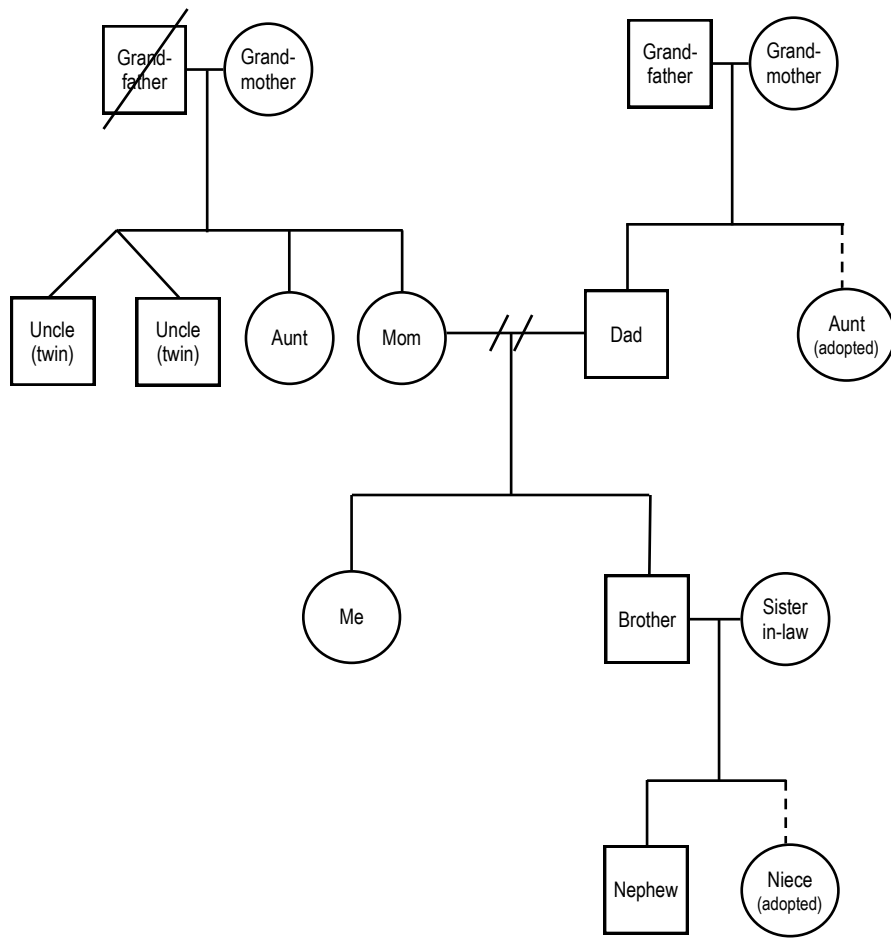 Grand-
father
Grand-
mother
Grand-
father
Grand-
mother
Uncle
(twin)
Uncle
(twin)
Aunt
Mom
Dad
Aunt
(adopted)
Me
Brother
Sister
in-law
Nephew
Niece
(adopted)